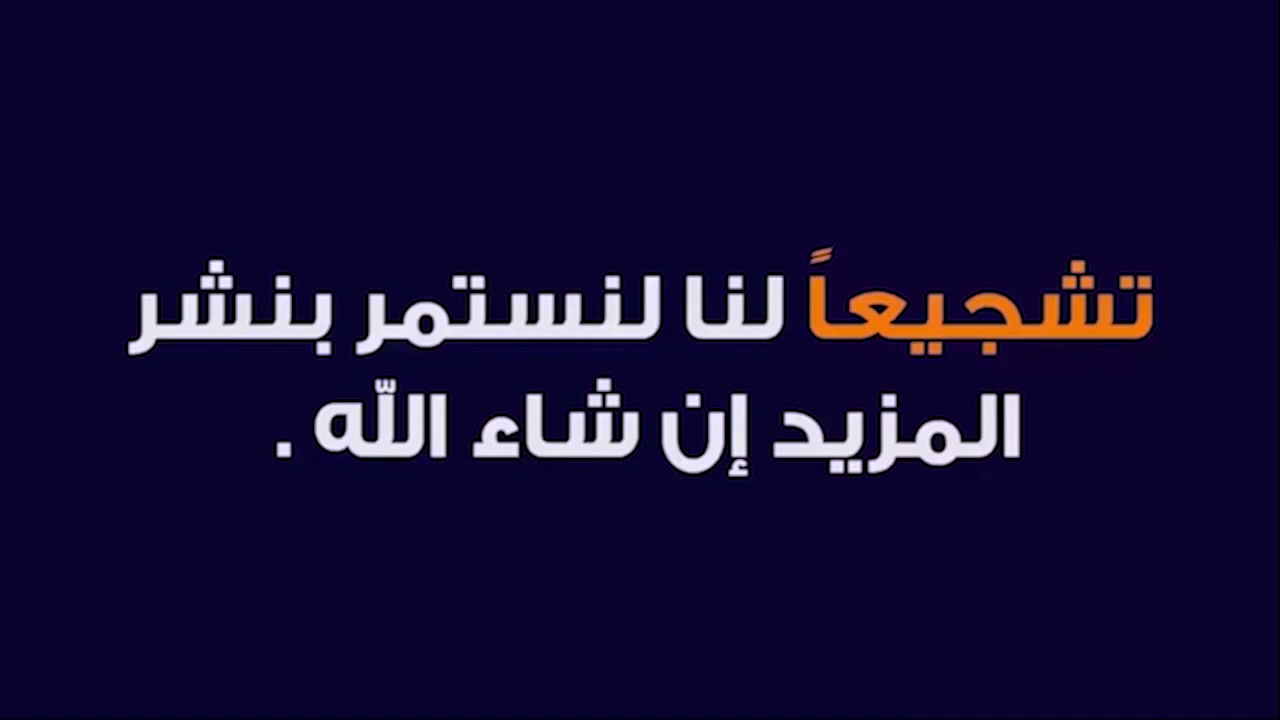 تشجيعاً لنا لنستمر بنشر
المزيد إن شاء الله .